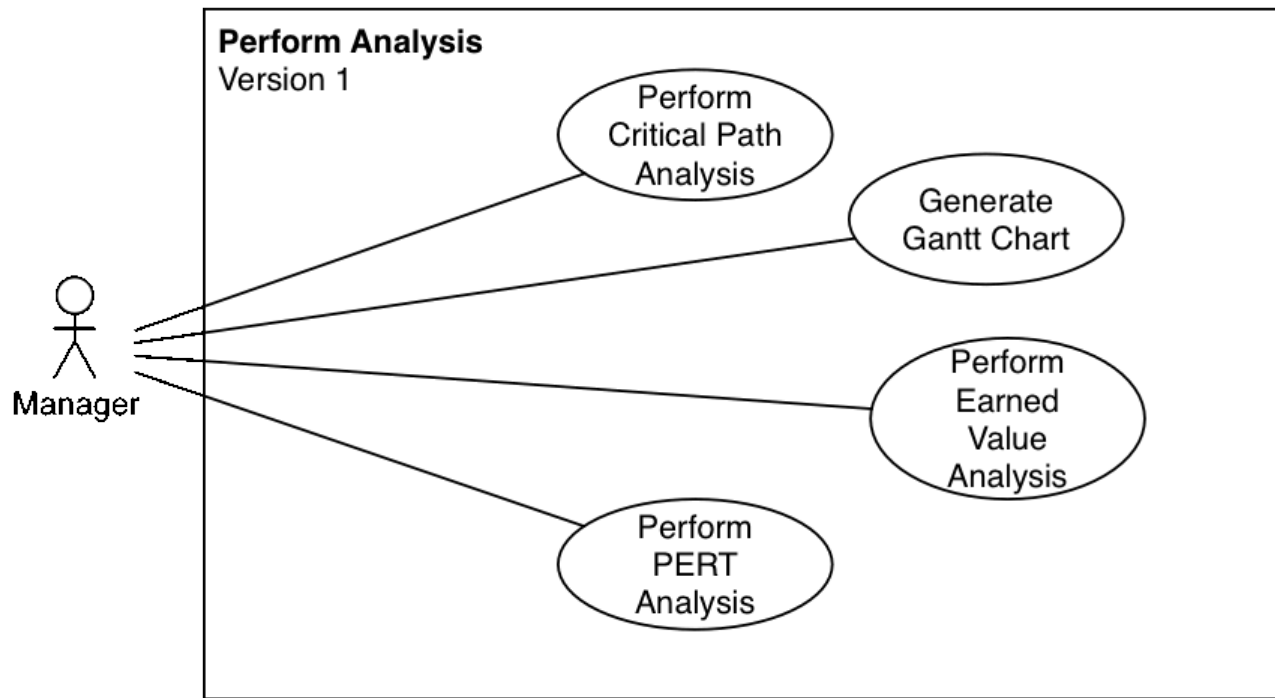 Perform Analysis
Version 1
Perform
Critical Path
Analysis
Generate
Gantt Chart
Manager
Perform
Earned
Value
Analysis
Perform
PERT
Analysis